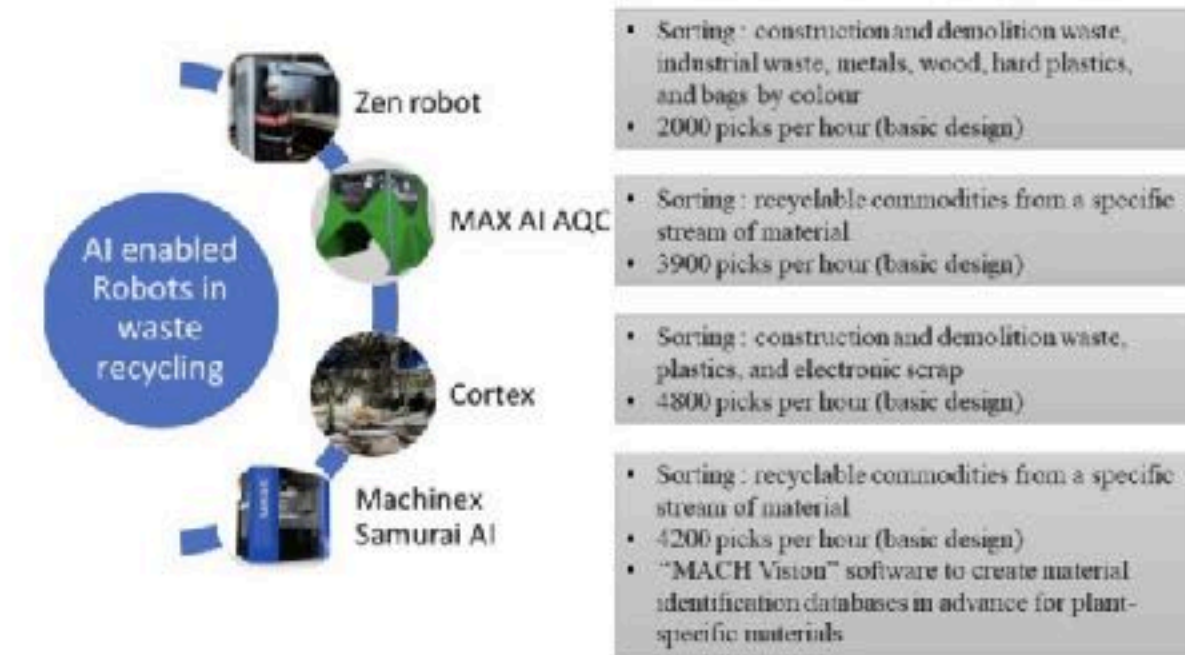 AI enabled
Robots in
waste
recycling
Zen robot
• Sorting : construction and demolition waste,
industrial waste, metals, wood, hard plastics,
and bags by colour
• 2000 picks per hour (basic design)
MAX AI AQC
• Sorting : recyclable commodities from a specific
stream of material
• 3900 picks per hour (basic design)
Cortex
• Sorting : construction and demolition waste,
plastics, and electronic scrap
• 4800 picks per hour (basic design)
Machinex
Samurai AI
• Sorting : recyclable commodities from a specific
stream of material
• 4200 picks per hour (basic design)
• “MACH Vision” software to create material
identification databases in advance for plant-
specific materials